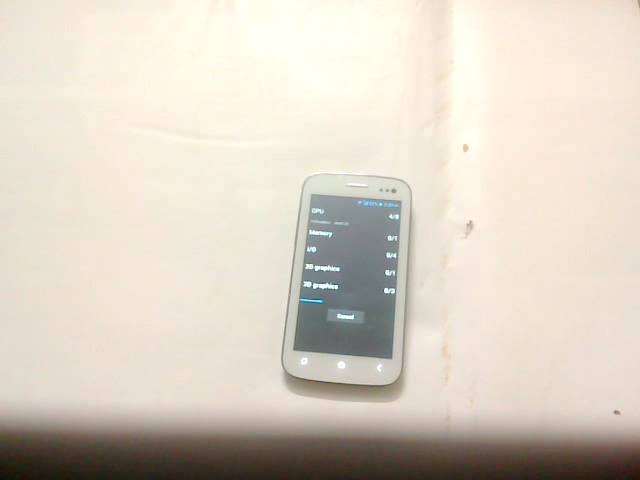 CPU 4/8
Memory 0/1
I/O 0/4
2D graphics 0/1
3D graphics 0/3
Cancel